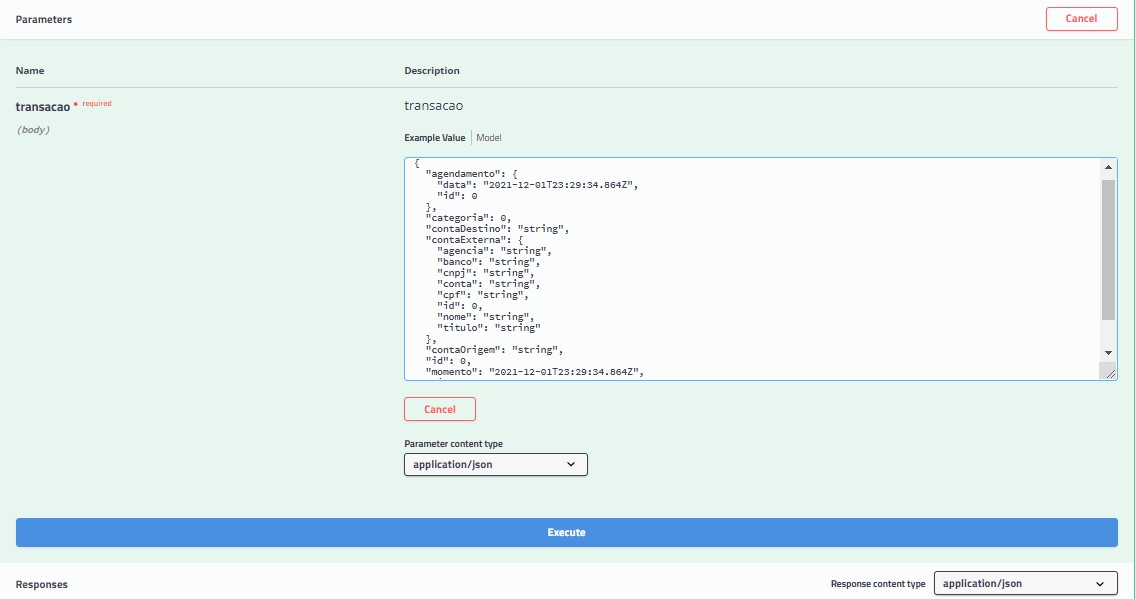 Parameters
Cancel
Name
Description
transacao * required
(body)
transacao
Example Value
Model
{
"agendamento": {
"data": "2021-12-01T23:29:34.864Z",
"id": 0
},
"categoria": 0,
"contaDestino": "string",
"contaExterna": {
"agencia": "string",
"banco": "string",
"cnpj": "string",
"conta": "string",
"cpf": "string",
"id": 0,
"nome": "string",
"titulo": "string"
},
"contaOrigem": "string",
"id": 0,
"momento": "2021-12-01T23:29:34.864Z",
Cancel
Parameter content type
application/json
Execute
Responses
Response content type
application/json